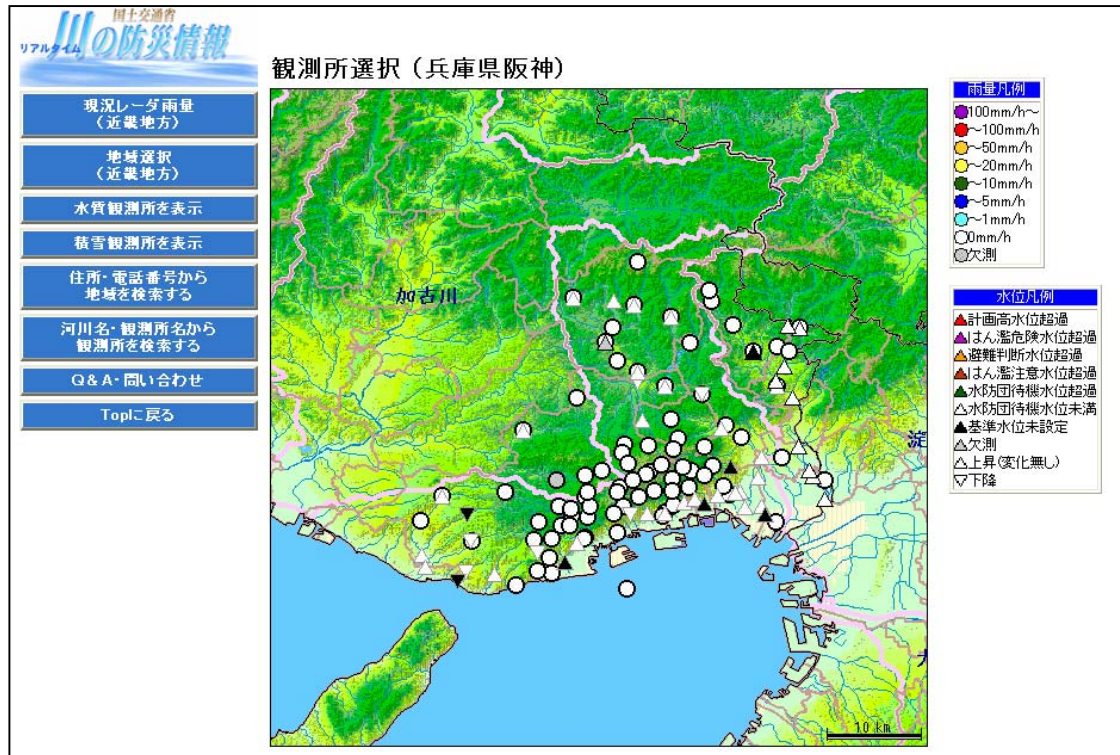 国土交通省
リアルタイム
川の防災情報
観測所選択（兵庫県阪神）
現況レーダ雨量
（近畿地方）
地域選択
（近畿地方）
水質観測所を表示
積雪観測所を表示
住所・電話番号から
地域を検索する
河川名・観測所名から
観測所を検索する
Q&A・問い合わせ
Topに戻る
加古川
淀
大
10 km
雨量凡例
100mm/h～
～100mm/h
～50mm/h
～20mm/h
～10mm/h
～5mm/h
～1mm/h
0mm/h
欠測
水位凡例
計画高水位超過
はん濫危険水位超過
避難判断水位超過
はん濫注意水位超過
水防団待機水位超過
水防団待機水位未満
基準水位未設定
欠測
上昇(変化無し)
下降